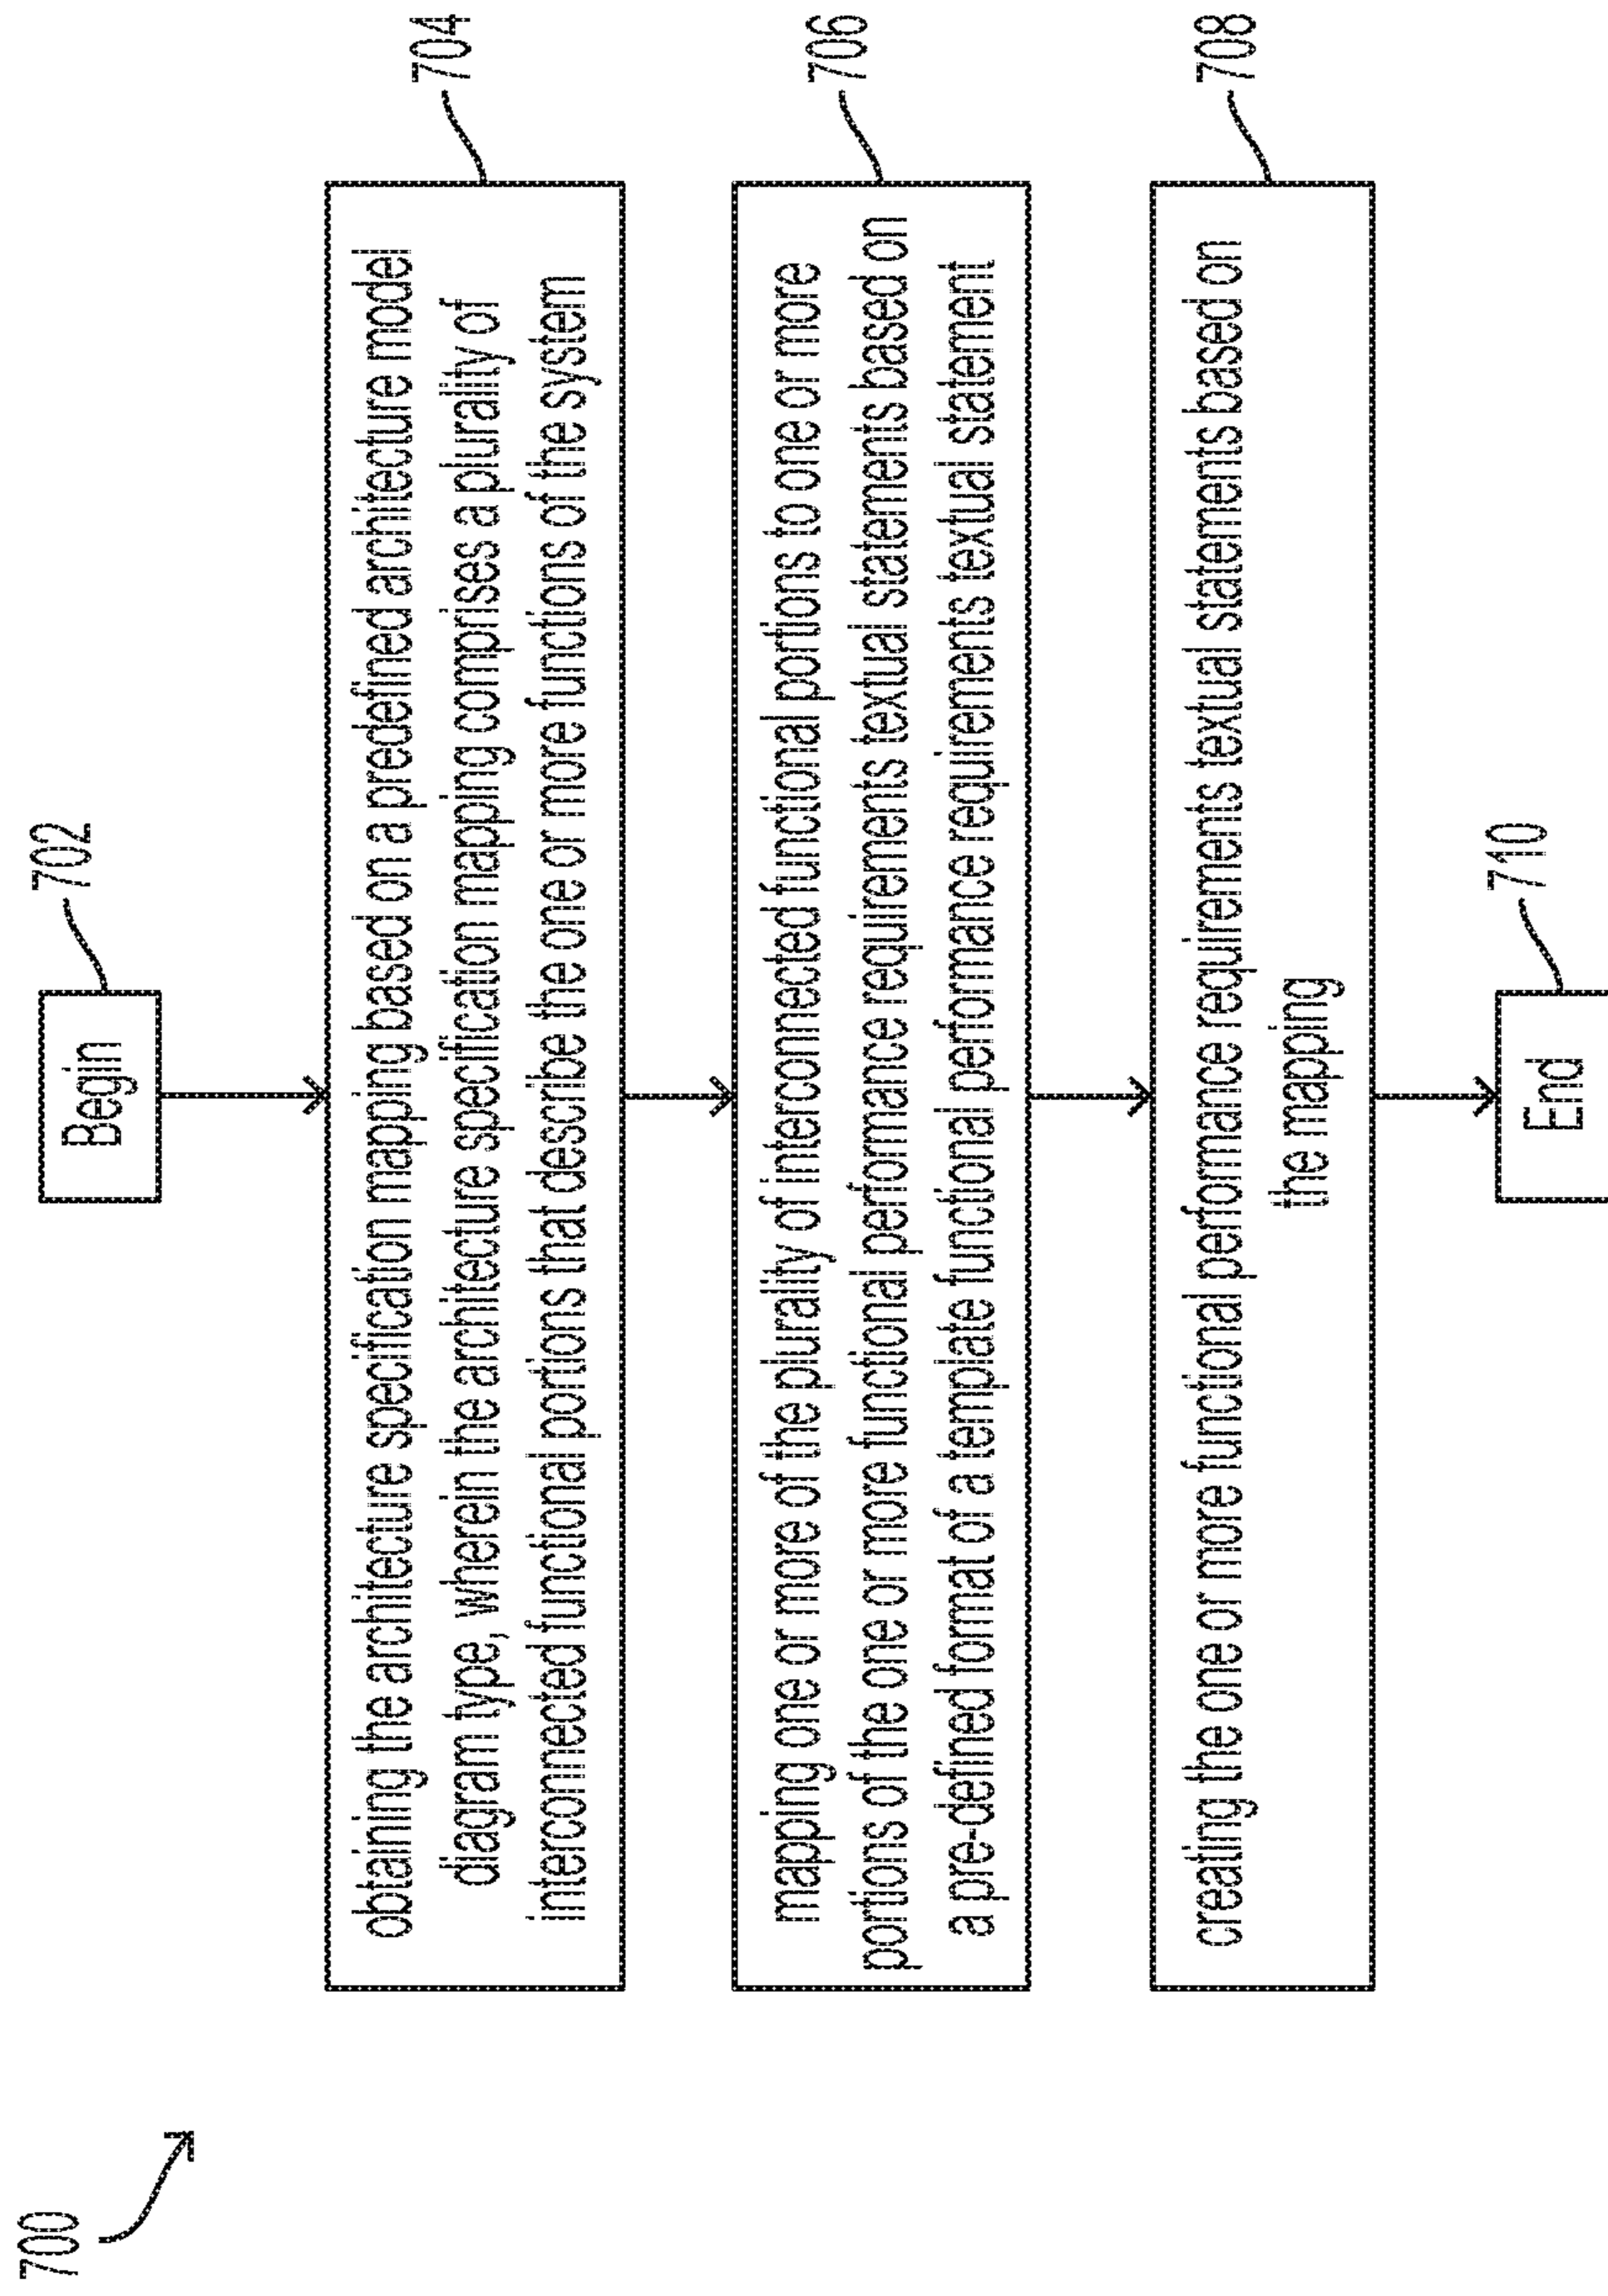 700
702
Begin
704
obtaining the architecture specification mapping based on a predefined architecture model
diagram type, wherein the architecture specification mapping comprises a plurality of
interconnected functional portions that describe the one or more functions of the system
706
mapping one or more of the plurality of interconnected functional portions to one or more
portions of the one or more functional performance requirements textual statements based on
a pre-defined format of a template functional performance requirements textual statement
708
creating the one or more functional performance requirements textual statements based on
the mapping
710
End